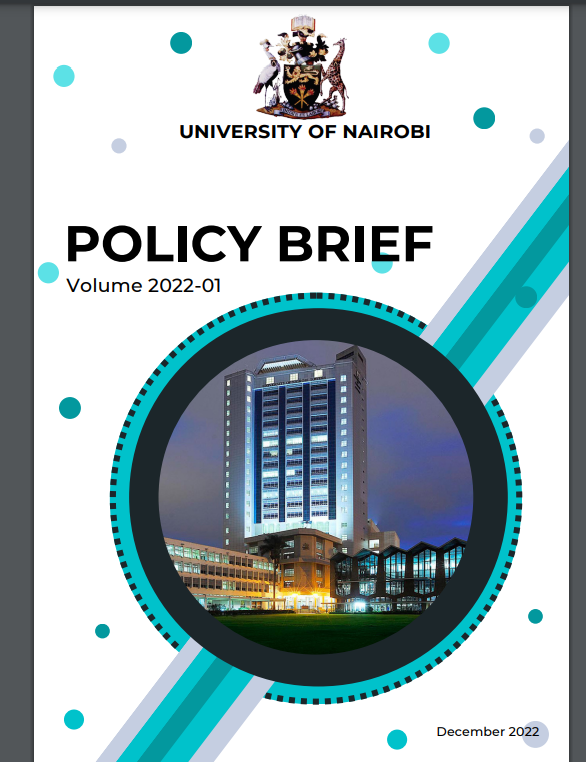 UNIVERSITY OF NAIROBI
POLICY BRIEF
Volume 2022-01
December 2022